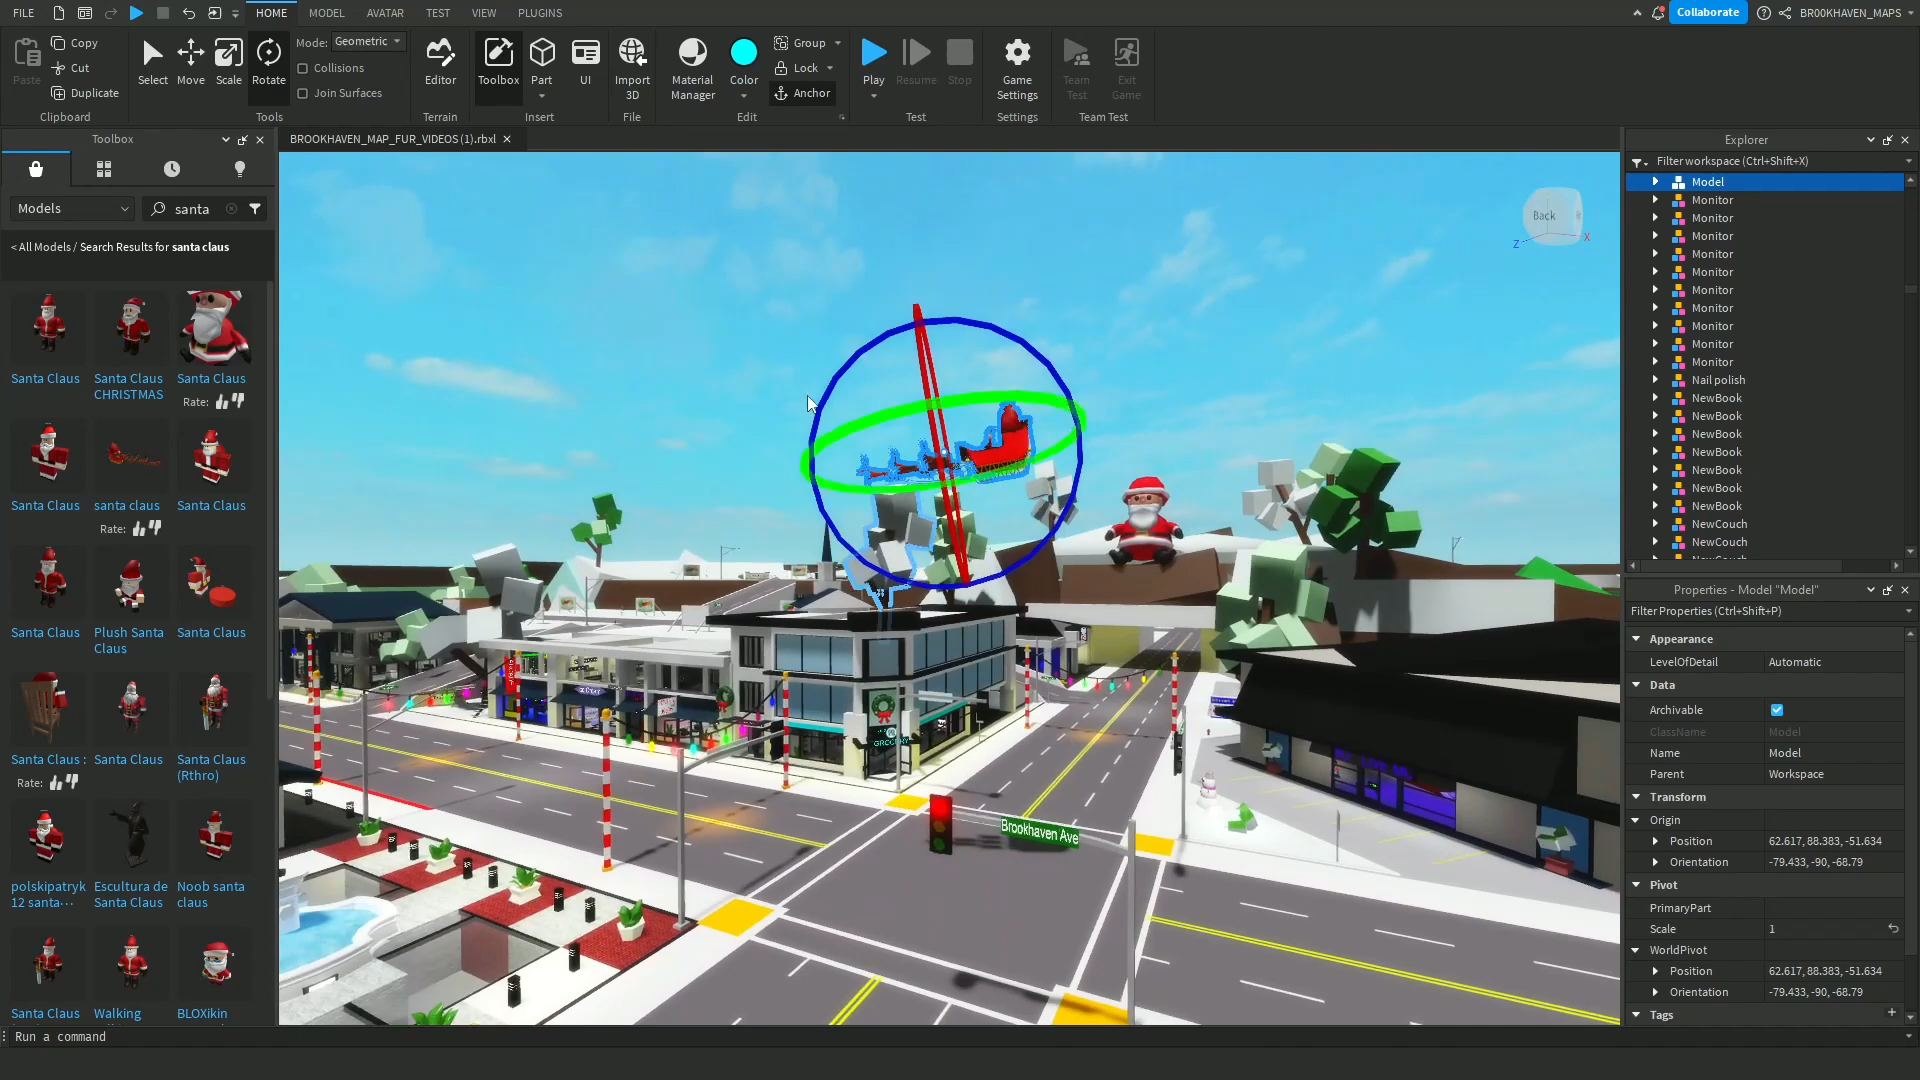 FILE HOME MODEL AVATAR TEST VIEW PLUGINS Collaborate BR00KHAVEN_MAPS
Paste Copy Cut Duplicate Clipboard
Select Move Scale Rotate Mode: Geometric Collisions Join Surfaces Tools
Editor Terrain
Toolbox Part UI Insert
Import 3D File
Material Manager Color Group Lock Anchor Edit
Play Resume Stop Test
Game Settings Settings
Team Test Exit Game Team Test
Toolbox
Models santa
< All Models / Search Results for santa claus
Santa Claus Santa Claus CHRISTMAS Santa Claus
Rate:
Santa Claus santa claus Santa Claus
Rate:
Santa Claus Plush Santa Claus Santa Claus
Santa Claus : Santa Claus Santa Claus (Rthro)
Rate:
polskipatryk 12 santa··· Escultura de Santa Claus Noob santa claus
Santa Claus Walking BLOXikin
BROOKHAVEN_MAP_FUR_VIDEOS (1).rbxl
Back
Z X
GROCERY
Brookhaven Ave
Explorer
Filter workspace (Ctrl+Shift+X)
Model
Monitor
Monitor
Monitor
Monitor
Monitor
Monitor
Monitor
Monitor
Monitor
Monitor
Nail polish
NewBook
NewBook
NewBook
NewBook
NewBook
NewBook
NewBook
NewCouch
NewCouch
NewCouch
Properties - Model "Model"
Filter Properties (Ctrl+Shift+P)
Appearance
LevelOfDetail Automatic
Data
Archivable
ClassName Model
Name Model
Parent Workspace
Transform
Origin
Position 62.617, 88.383, -51.634
Orientation -79.433, -90, -68.79
Pivot
PrimaryPart
Scale 1
WorldPivot
Position 62.617, 88.383, -51.634
Orientation -79.433, -90, -68.79
Tags
Run a command